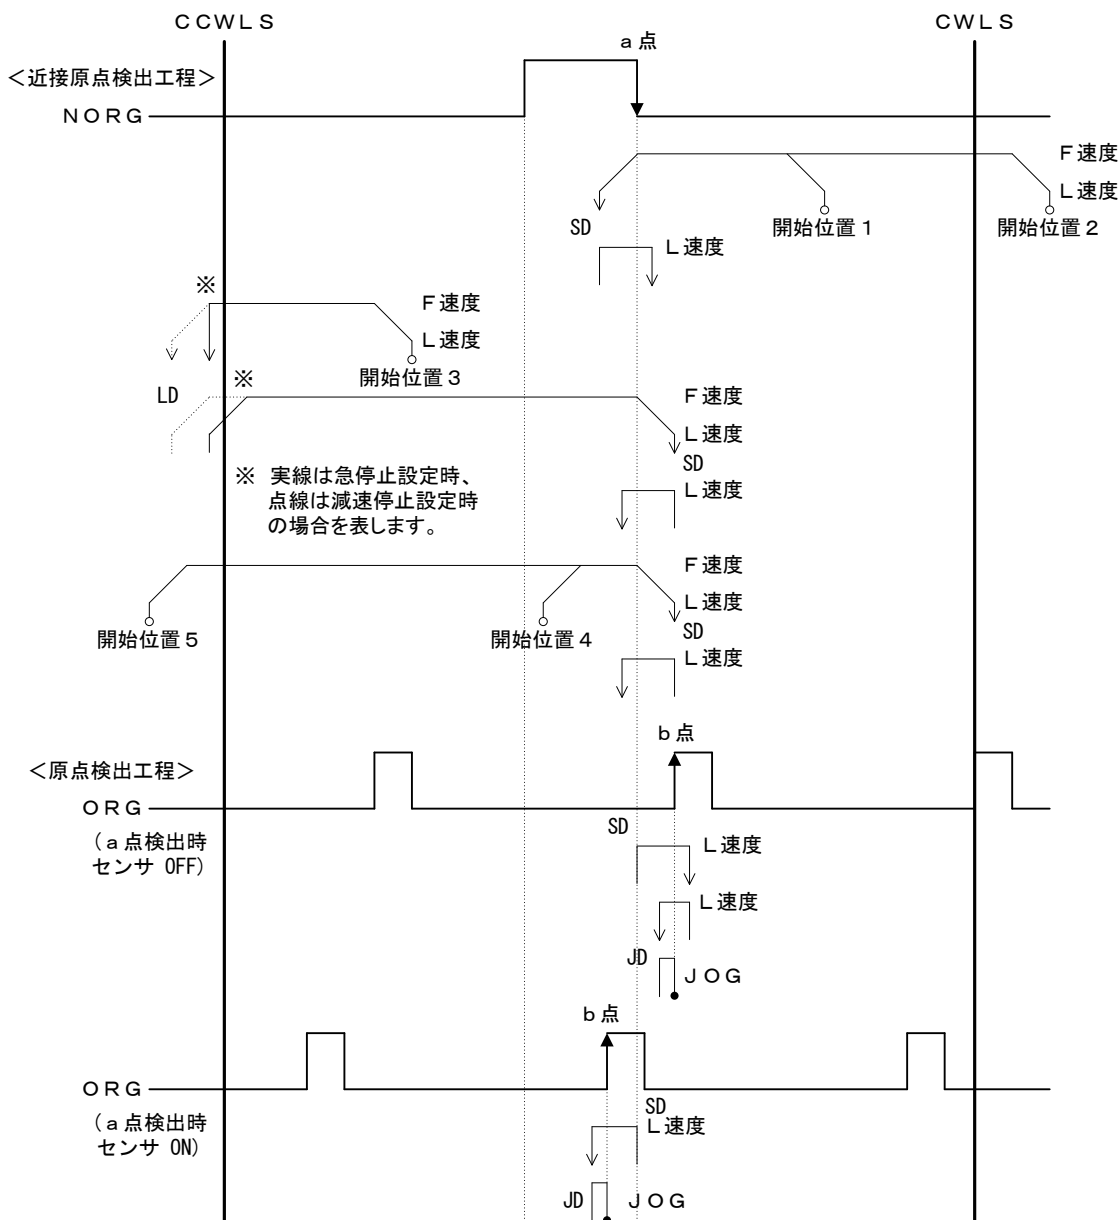 ＣＣＷＬＳ
ＣＷＬＳ
ａ点
＜近接原点検出工程＞
ＮＯＲＧ
Ｆ速度
Ｌ速度
SD
開始位置１
開始位置２
Ｌ速度
※
Ｆ速度
Ｌ速度
開始位置３
LD
※
Ｆ速度
Ｌ速度
SD
※ 実線は急停止設定時、
点線は減速停止設定時
の場合を表します。
Ｌ速度
Ｆ速度
Ｌ速度
開始位置５
開始位置４
SD
Ｌ速度
ｂ点
＜原点検出工程＞
ＯＲＧ
（ａ点検出時
センサ OFF）
SD
Ｌ速度
Ｌ速度
JD
ＪＯＧ
ｂ点
ＯＲＧ
（ａ点検出時
センサ ON）
SD
Ｌ速度
JD
ＪＯＧ